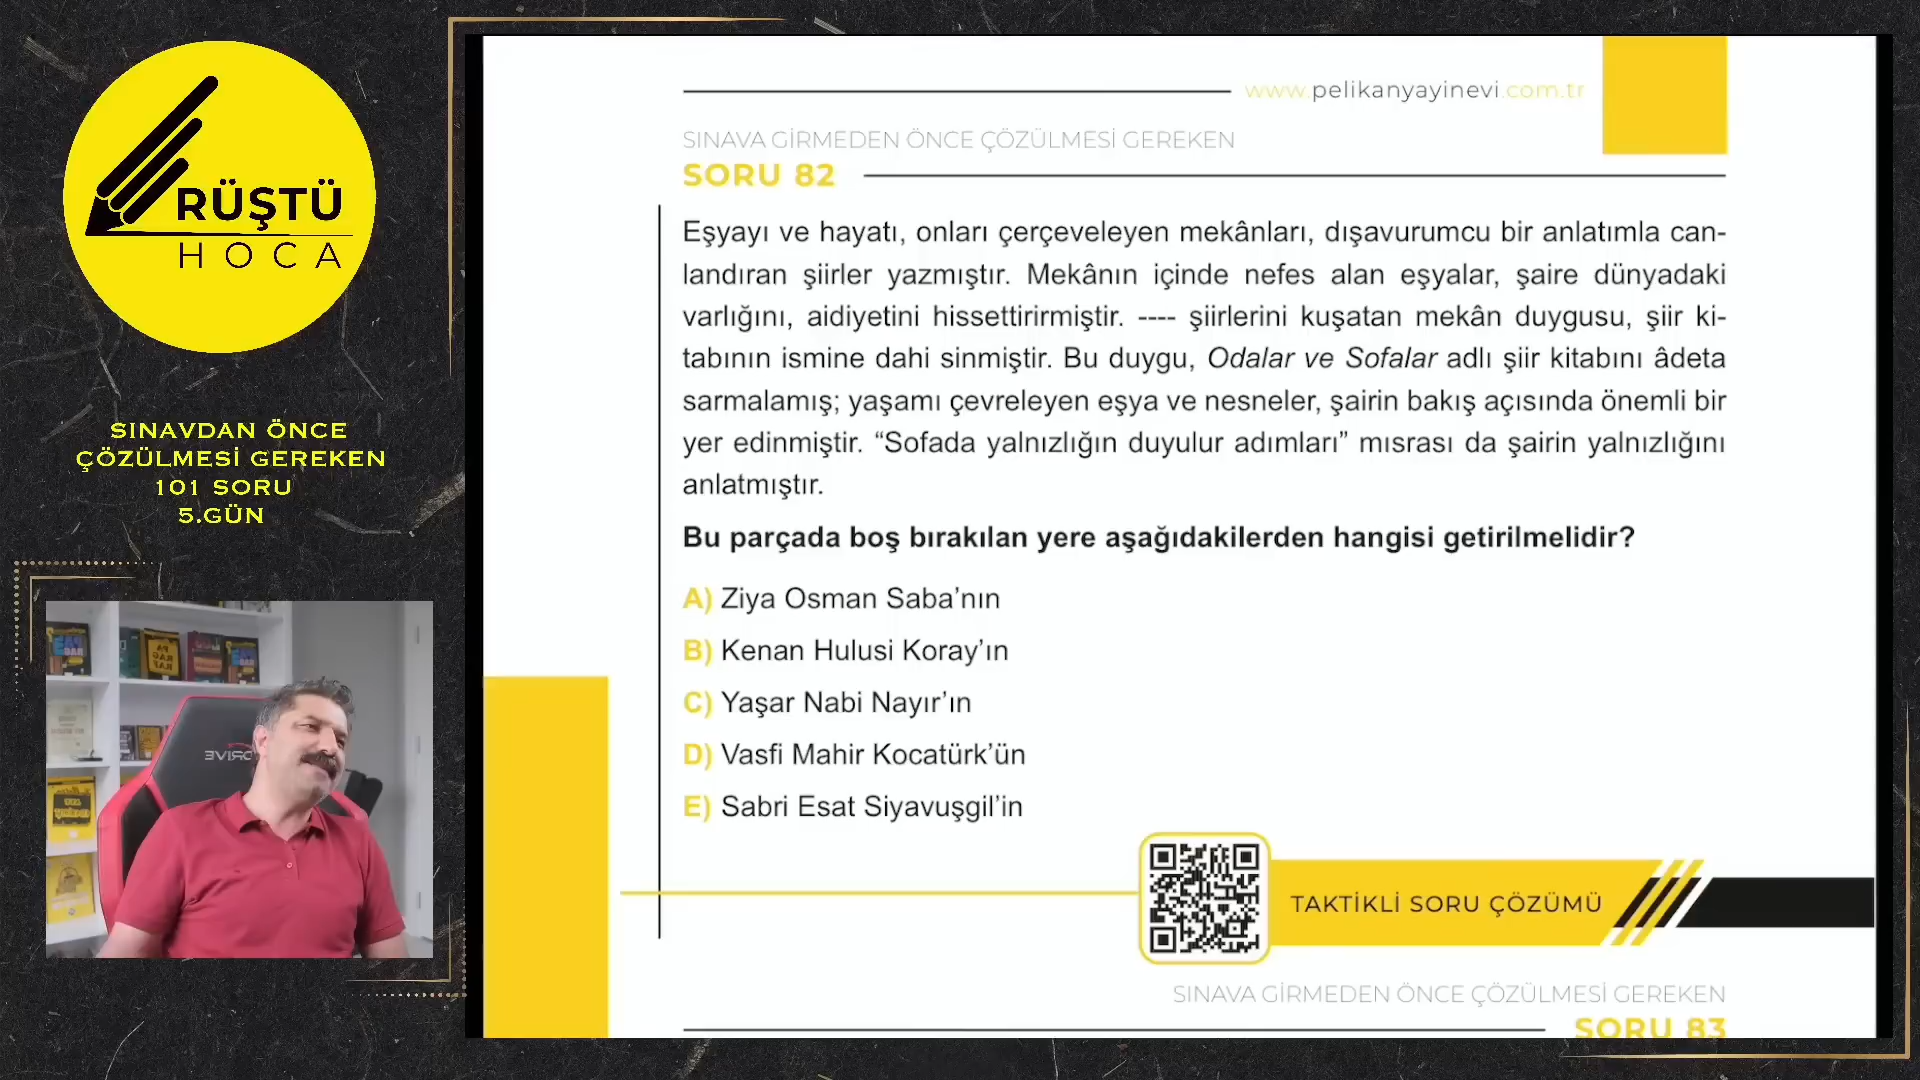 RÜŞTÜ
HOCA
SINAVDAN ÖNCE
ÇÖZÜLMESİ GEREKEN
101 SORU
5.GÜN
www.pelikanyayinevi.com.tr
SINAVA GİRMEDEN ÖNCE ÇÖZÜLMESİ GEREKEN
SORU 82
Eşyayı ve hayatı, onları çerçeveleyen mekânları, dışavurumcu bir anlatımla can-
landıran şiirler yazmıştır. Mekânın içinde nefes alan eşyalar, şaire dünyadaki
varlığını, aidiyetini hissettirirmiştir. ---- şiirlerini kuşatan mekân duygusu, şiir ki-
tabının ismine dahi sinmiştir. Bu duygu, Odalar ve Sofalar adlı şiir kitabını âdeta
sarmalamış; yaşamı çevreleyen eşya ve nesneler, şairin bakış açısında önemli bir
yer edinmiştir. “Sofada yalnızlığın duyulur adımları” mısrası da şairin yalnızlığını
anlatmıştır.
Bu parçada boş bırakılan yere aşağıdakilerden hangisi getirilmelidir?
A) Ziya Osman Saba’nın
B) Kenan Hulusi Koray’ın
C) Yaşar Nabi Nayır’ın
D) Vasfi Mahir Kocatürk’ün
E) Sabri Esat Siyavuşgil’in
TAKTİKLİ SORU ÇÖZÜMÜ
SINAVA GİRMEDEN ÖNCE ÇÖZÜLMESİ GEREKEN
SORU 83